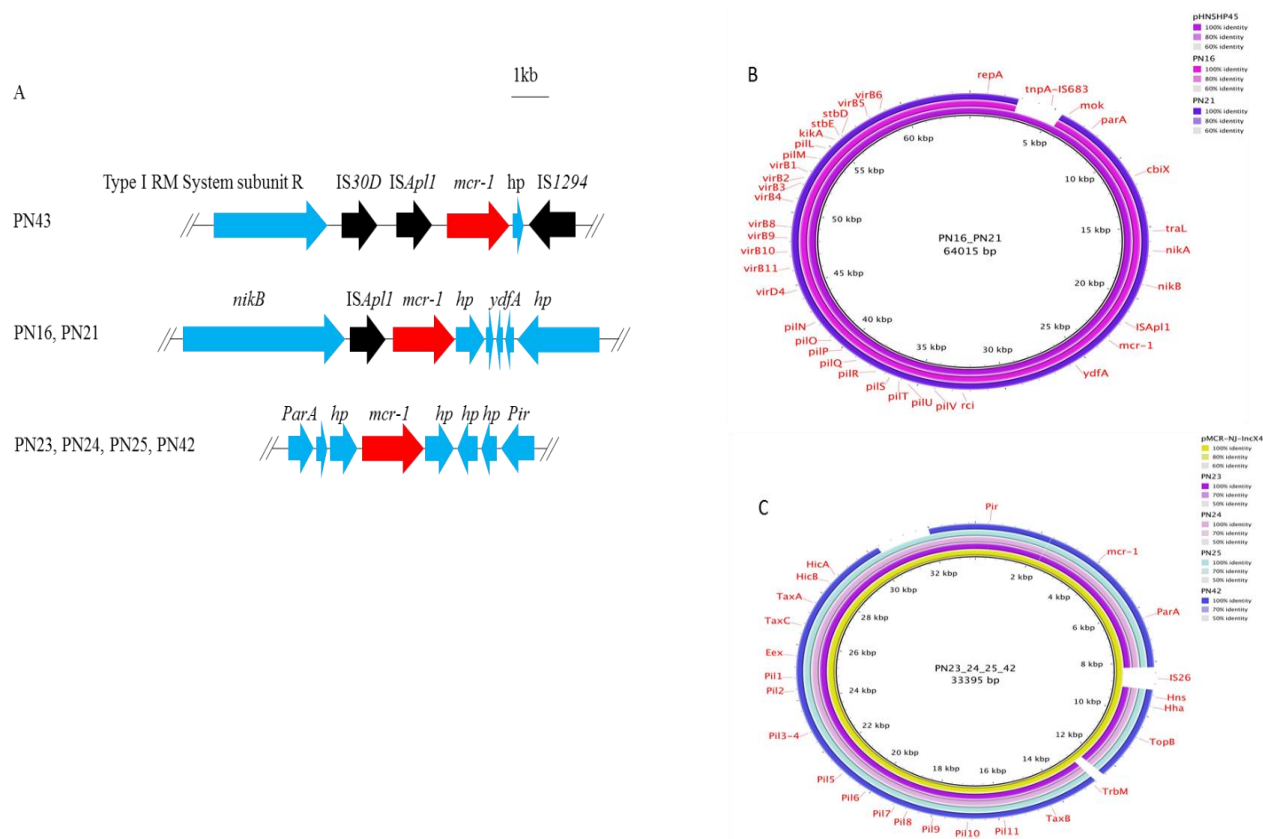 A
1kb
Type I RM System subunit R IS30D ISApl1 mcr-1 hp IS1294
PN43
nikB ISApl1 mcr-1 hp ydfA hp
PN16, PN21
ParA hp mcr-1 hp hp hp Pir
PN23, PN24, PN25, PN42
B
pHNSHP45
100% identity
80% identity
60% identity
PN16
100% identity
80% identity
60% identity
PN21
100% identity
80% identity
60% identity
repA
tnpA-IS683
mok
parA
cbiX
traL
nikA
nikB
ISApl1
mcr-1
ydfA
rci
pilV
pilU
pilT
pilS
pilR
pilQ
pilP
pilO
pilN
virD4
virB11
virB10
virB9
virB8
virB4
virB3
virB2
virB1
pilM
pilL
kikA
stbE
stbD
virB5
virB6
5 kbp
10 kbp
15 kbp
20 kbp
25 kbp
30 kbp
35 kbp
40 kbp
45 kbp
50 kbp
55 kbp
60 kbp
PN16_PN21
64015 bp
C
pMCR-NJ-IncX4
100% identity
80% identity
60% identity
PN23
100% identity
70% identity
50% identity
PN24
100% identity
70% identity
50% identity
PN25
100% identity
70% identity
50% identity
PN42
100% identity
70% identity
50% identity
Pir
mcr-1
ParA
IS26
Hns
Hha
TopB
TrbM
TaxB
Pil11
Pil10
Pil9
Pil8
Pil7
Pil6
Pil5
Pil3-4
Pil2
Pil1
Eex
TaxC
TaxA
HicB
HicA
2 kbp
4 kbp
6 kbp
8 kbp
10 kbp
12 kbp
14 kbp
16 kbp
18 kbp
20 kbp
22 kbp
24 kbp
26 kbp
28 kbp
30 kbp
32 kbp
PN23_24_25_42
33395 bp